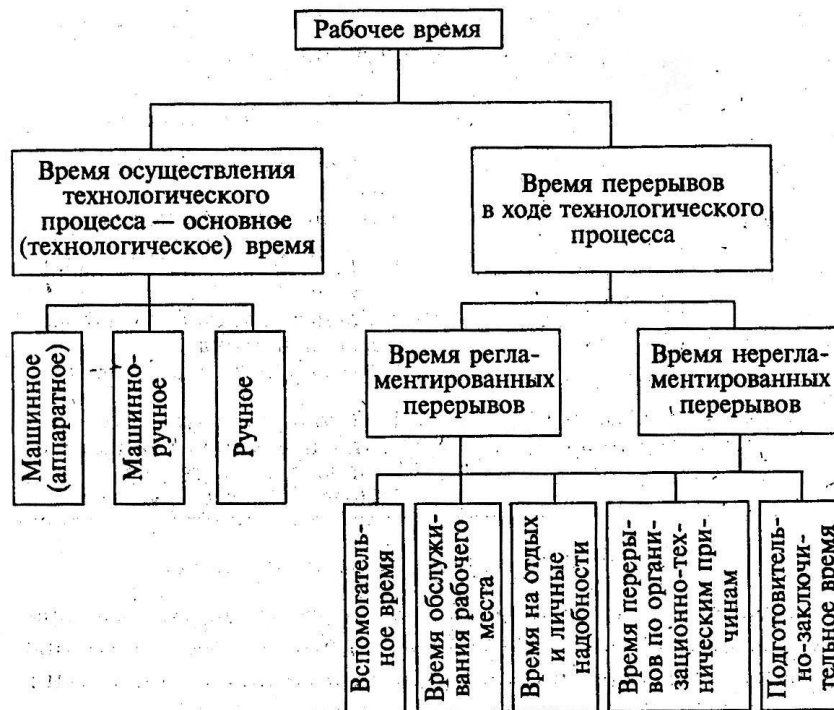 Рабочее время
Время осуществления
технологического
процесса — основное
(технологическое) время
Время перерывов
в ходе технологического
процесса
Машинное
(аппаратное)
Машинно-
ручное
Ручное
Время регла-
ментированных
перерывов
Время нерегла-
ментированных
перерывов
Вспомогатель-
ное время
Время обслужи-
вания рабочего
места
Время на отдых
и личные
надобности
Время переры-
вов по органи-
зационно-тех-
ническим при-
чинам
Подготовитель-
но-заключи-
тельное время